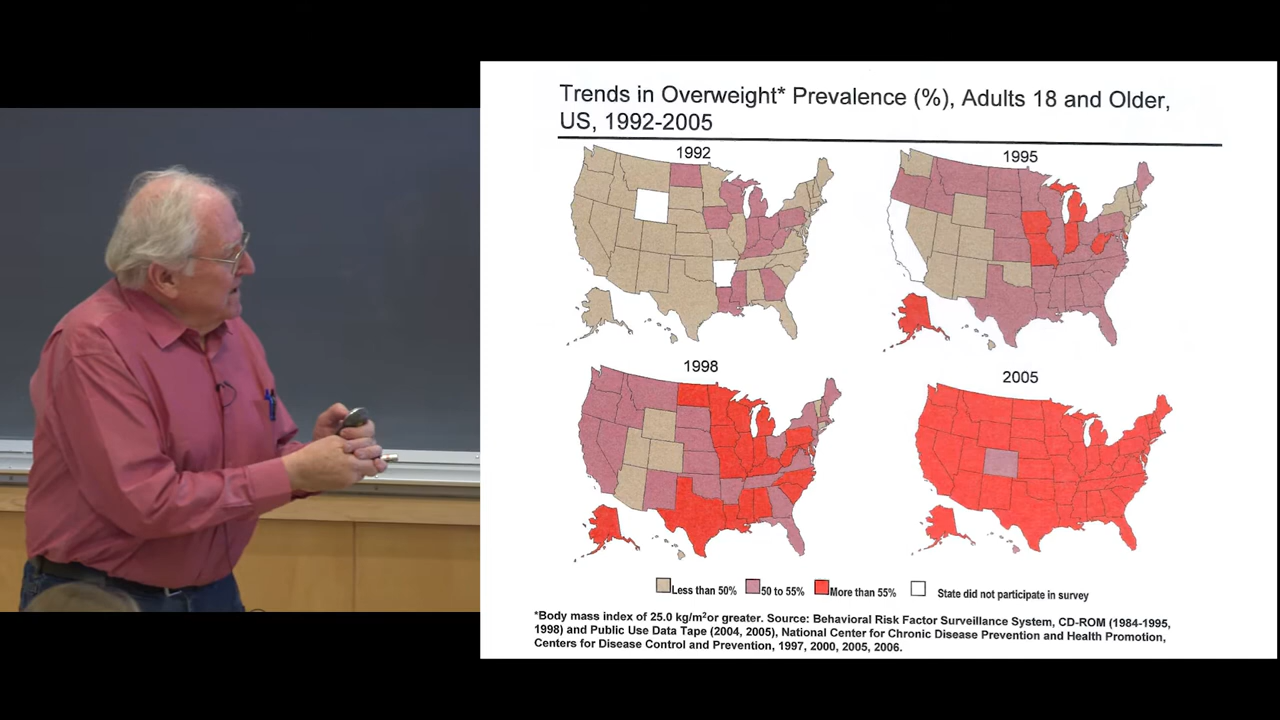 Trends in Overweight* Prevalence (%), Adults 18 and Older,
US, 1992-2005
1992
1995
1998
2005
Less than 50%
50 to 55%
More than 55%
State did not participate in survey
*Body mass index of 25.0 kg/m²or greater. Source: Behavioral Risk Factor Surveillance System, CD-ROM (1984-1995,
1998) and Public Use Data Tape (2004, 2005), National Center for Chronic Disease Prevention and Health Promotion,
Centers for Disease Control and Prevention, 1997, 2000, 2005, 2006.